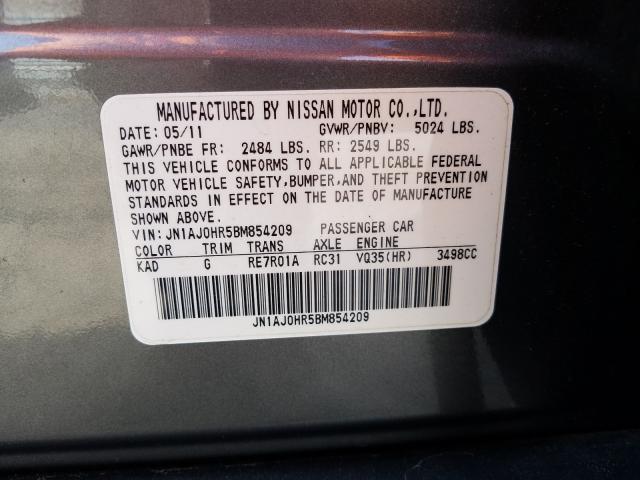 MANUFACTURED BY NISSAN MOTOR CO.,LTD.
DATE: 05/11 GVWR/PNBV: 5024 LBS.
GAWR/PNBE FR: 2484 LBS. RR: 2549 LBS.
THIS VEHICLE CONFORMS TO ALL APPLICABLE FEDERAL
MOTOR VEHICLE SAFETY,BUMPER,AND THEFT PREVENTION
STANDARDS IN EFFECT ON THE DATE OF MANUFACTURE
SHOWN ABOVE.
VIN: JN1AJ0HR5BM854209 PASSENGER CAR
COLOR TRIM TRANS AXLE ENGINE
KAD G RE7R01A RC31 VQ35(HR) 3498CC
JN1AJ0HR5BM854209